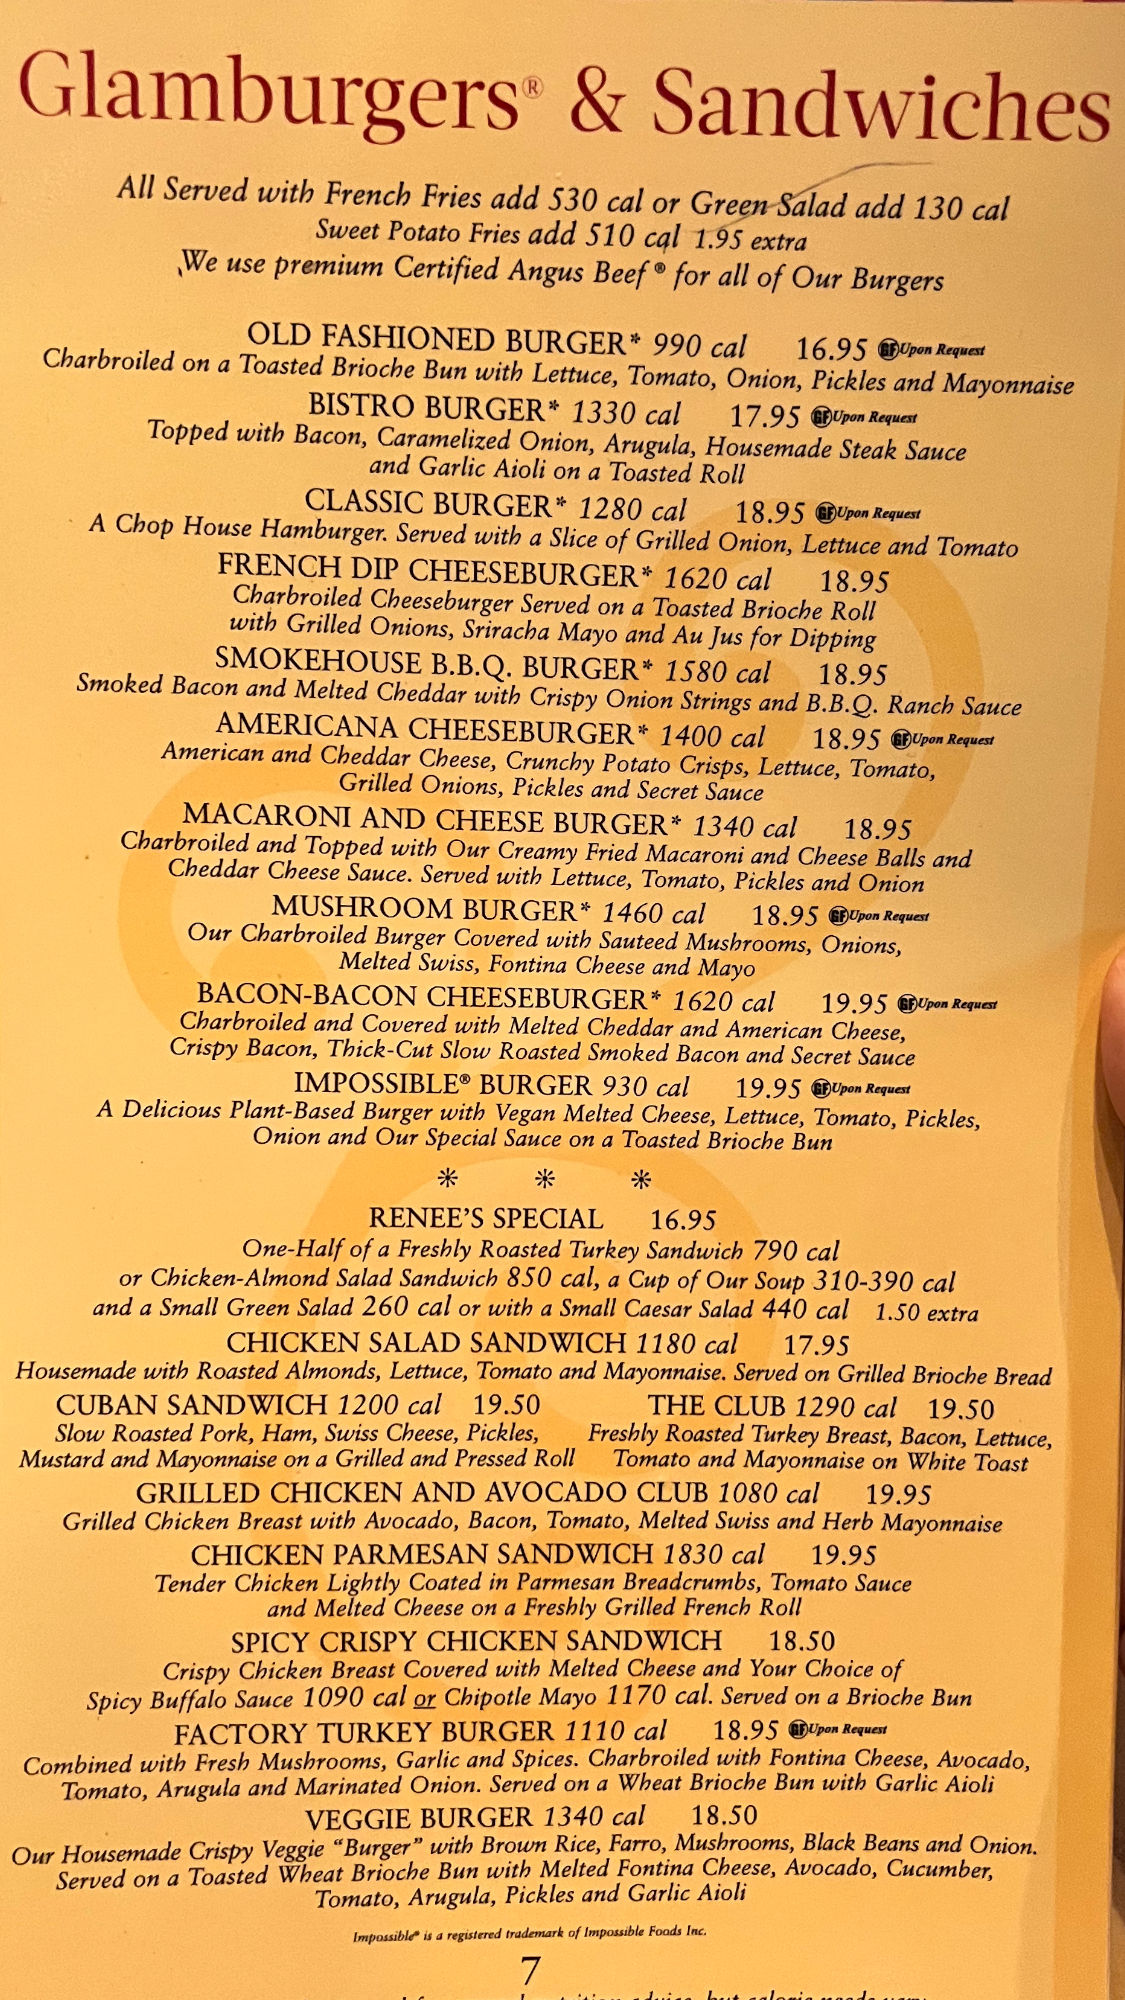 Glamburgers® & Sandwiches
All Served with French Fries add 530 cal or Green Salad add 130 cal
Sweet Potato Fries add 510 cal 1.95 extra
We use premium Certified Angus Beef® for all of Our Burgers
OLD FASHIONED BURGER* 990 cal 16.95 GF Upon Request
Charbroiled on a Toasted Brioche Bun with Lettuce, Tomato, Onion, Pickles and Mayonnaise
BISTRO BURGER* 1330 cal 17.95 GF Upon Request
Topped with Bacon, Caramelized Onion, Arugula, Housemade Steak Sauce
and Garlic Aioli on a Toasted Roll
CLASSIC BURGER* 1280 cal 18.95 GF Upon Request
A Chop House Hamburger. Served with a Slice of Grilled Onion, Lettuce and Tomato
FRENCH DIP CHEESEBURGER* 1620 cal 18.95
Charbroiled Cheeseburger Served on a Toasted Brioche Roll
with Grilled Onions, Sriracha Mayo and Au Jus for Dipping
SMOKEHOUSE B.B.Q. BURGER* 1580 cal 18.95
Smoked Bacon and Melted Cheddar with Crispy Onion Strings and B.B.Q. Ranch Sauce
AMERICANA CHEESEBURGER* 1400 cal 18.95 GF Upon Request
American and Cheddar Cheese, Crunchy Potato Crisps, Lettuce, Tomato,
Grilled Onions, Pickles and Secret Sauce
MACARONI AND CHEESE BURGER* 1340 cal 18.95
Charbroiled and Topped with Our Creamy Fried Macaroni and Cheese Balls and
Cheddar Cheese Sauce. Served with Lettuce, Tomato, Pickles and Onion
MUSHROOM BURGER* 1460 cal 18.95 GF Upon Request
Our Charbroiled Burger Covered with Sauteed Mushrooms, Onions,
Melted Swiss, Fontina Cheese and Mayo
BACON-BACON CHEESEBURGER* 1620 cal 19.95 GF Upon Request
Charbroiled and Covered with Melted Cheddar and American Cheese,
Crispy Bacon, Thick-Cut Slow Roasted Smoked Bacon and Secret Sauce
IMPOSSIBLE® BURGER 930 cal 19.95 GF Upon Request
A Delicious Plant-Based Burger with Vegan Melted Cheese, Lettuce, Tomato, Pickles,
Onion and Our Special Sauce on a Toasted Brioche Bun
* * *
RENEE'S SPECIAL 16.95
One-Half of a Freshly Roasted Turkey Sandwich 790 cal
or Chicken-Almond Salad Sandwich 850 cal, a Cup of Our Soup 310-390 cal
and a Small Green Salad 260 cal or with a Small Caesar Salad 440 cal 1.50 extra
CHICKEN SALAD SANDWICH 1180 cal 17.95
Housemade with Roasted Almonds, Lettuce, Tomato and Mayonnaise. Served on Grilled Brioche Bread
CUBAN SANDWICH 1200 cal 19.50
Slow Roasted Pork, Ham, Swiss Cheese, Pickles,
Mustard and Mayonnaise on a Grilled and Pressed Roll
THE CLUB 1290 cal 19.50
Freshly Roasted Turkey Breast, Bacon, Lettuce,
Tomato and Mayonnaise on White Toast
GRILLED CHICKEN AND AVOCADO CLUB 1080 cal 19.95
Grilled Chicken Breast with Avocado, Bacon, Tomato, Melted Swiss and Herb Mayonnaise
CHICKEN PARMESAN SANDWICH 1830 cal 19.95
Tender Chicken Lightly Coated in Parmesan Breadcrumbs, Tomato Sauce
and Melted Cheese on a Freshly Grilled French Roll
SPICY CRISPY CHICKEN SANDWICH 18.50
Crispy Chicken Breast Covered with Melted Cheese and Your Choice of
Spicy Buffalo Sauce 1090 cal or Chipotle Mayo 1170 cal. Served on a Brioche Bun
FACTORY TURKEY BURGER 1110 cal 18.95 GF Upon Request
Combined with Fresh Mushrooms, Garlic and Spices. Charbroiled with Fontina Cheese, Avocado,
Tomato, Arugula and Marinated Onion. Served on a Wheat Brioche Bun with Garlic Aioli
VEGGIE BURGER 1340 cal 18.50
Our Housemade Crispy Veggie “Burger” with Brown Rice, Farro, Mushrooms, Black Beans and Onion.
Served on a Toasted Wheat Brioche Bun with Melted Fontina Cheese, Avocado, Cucumber,
Tomato, Arugula, Pickles and Garlic Aioli
Impossible® is a registered trademark of Impossible Foods Inc.
7
nutrition advice, but calorie needs vary